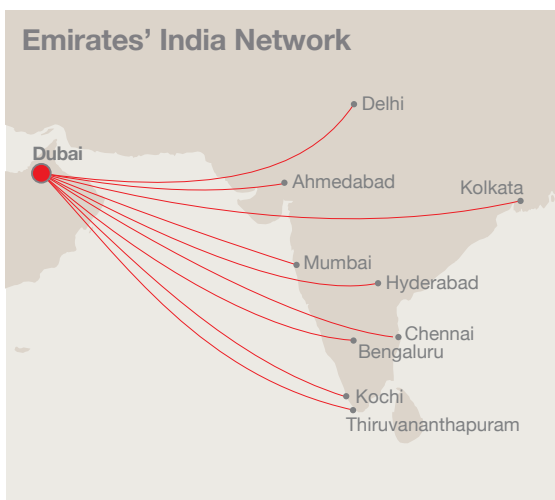 Emirates’ India Network
Delhi
Dubai
Ahmedabad
Kolkata
Mumbai
Hyderabad
Chennai
Bengaluru
Kochi
Thiruvananthapuram